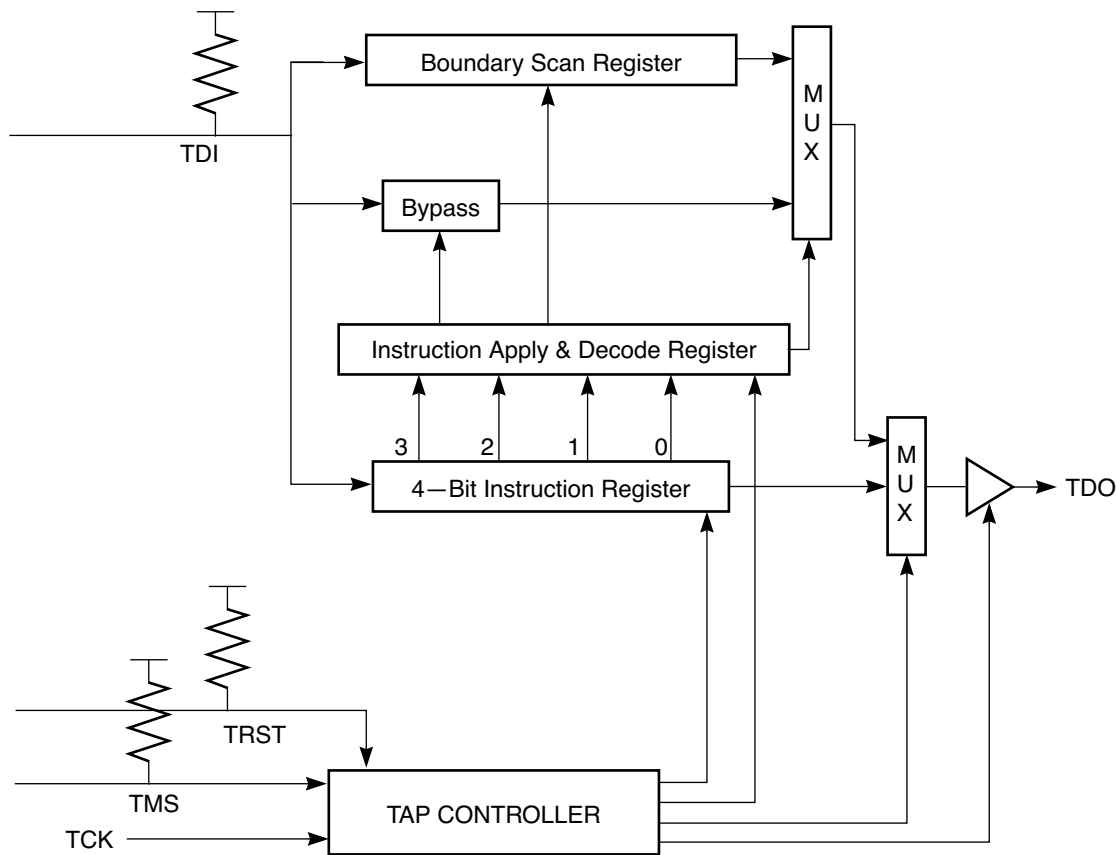 Boundary Scan Register
M
U
X
TDI
Bypass
Instruction Apply & Decode Register
3 2 1 0
4—Bit Instruction Register
M
U
X
TDO
TRST
TMS
TAP CONTROLLER
TCK